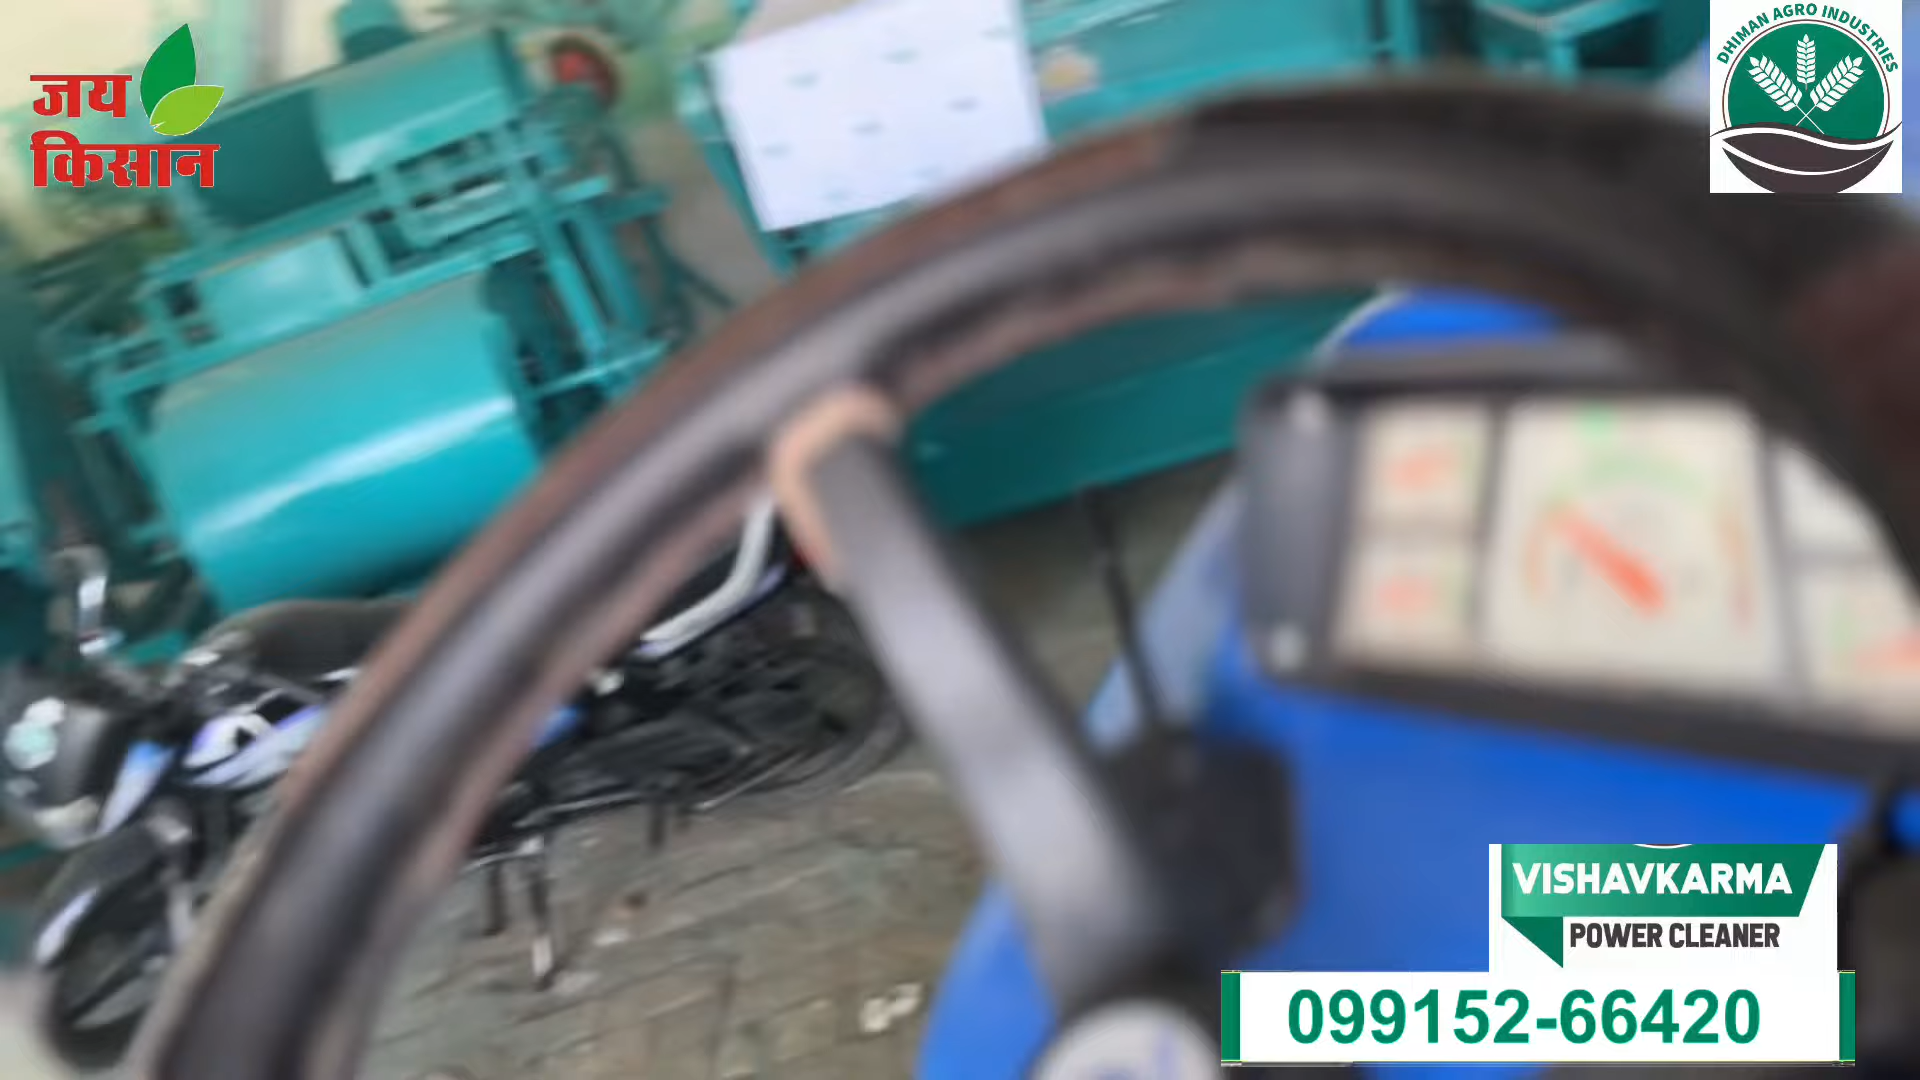 जय
किसान
DHIMAN AGRO INDUSTRIES
VISHAVKARMA
POWER CLEANER
099152-66420